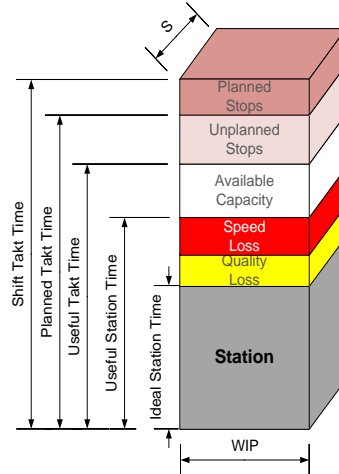 S
Planned
Stops
Unplanned
Stops
Available
Capacity
Speed
Loss
Quality
Loss
Station
Shift Takt Time
Planned Takt Time
Useful Takt Time
Useful Station Time
Ideal Station Time
WIP